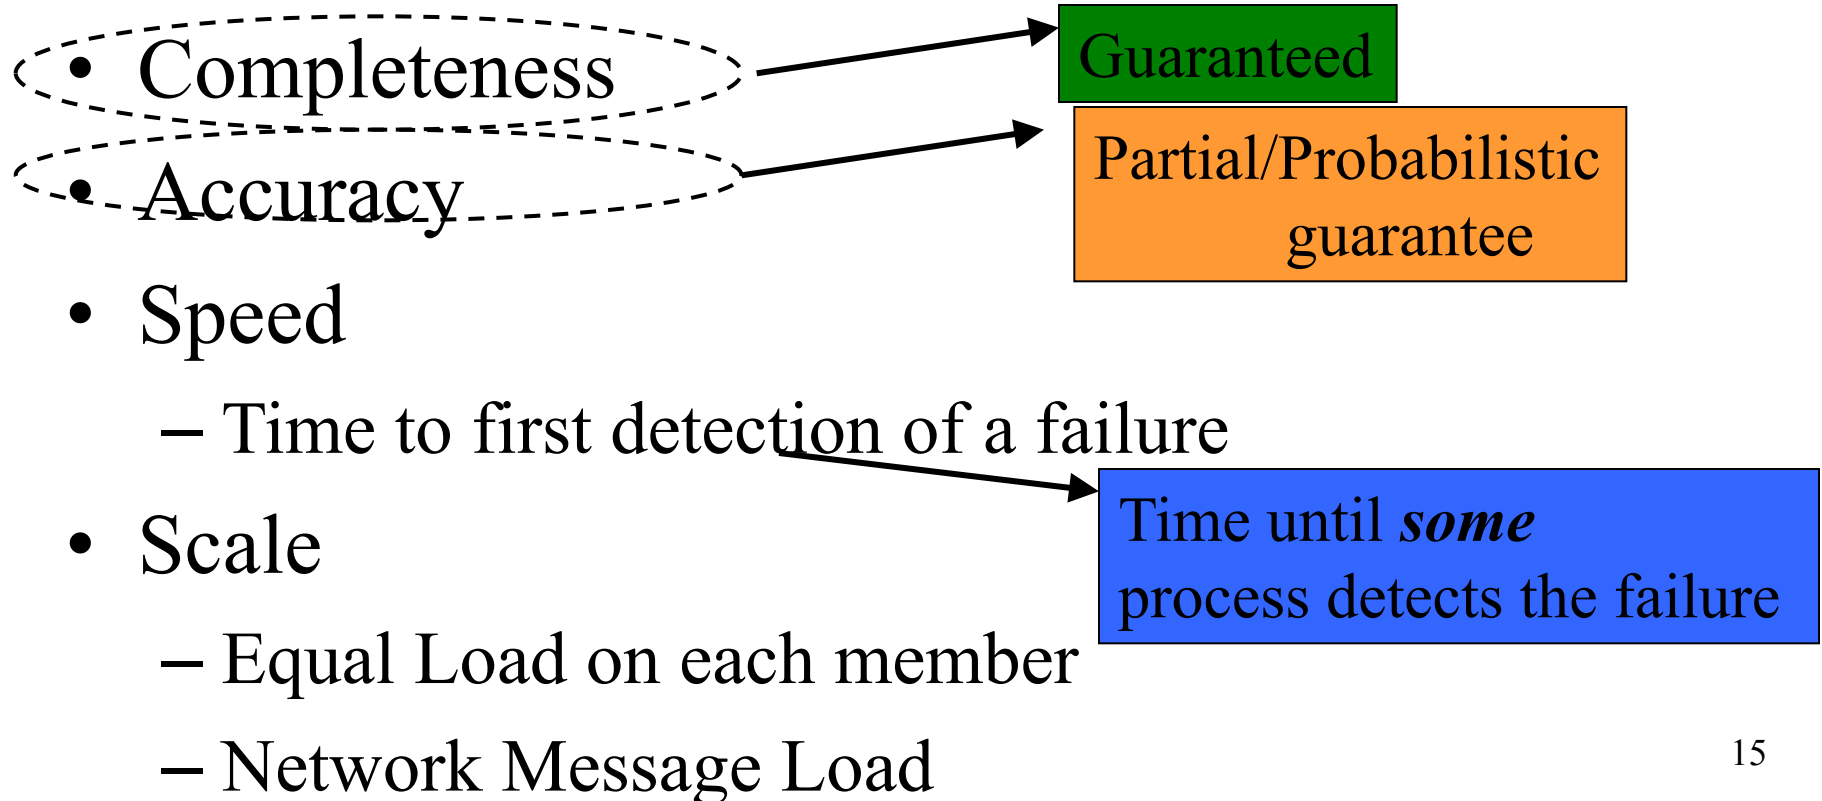 • Completeness
Guaranteed
• Accuracy
Partial/Probabilistic
guarantee
• Speed
– Time to first detection of a failure
Time until some
process detects the failure
• Scale
– Equal Load on each member
– Network Message Load
15